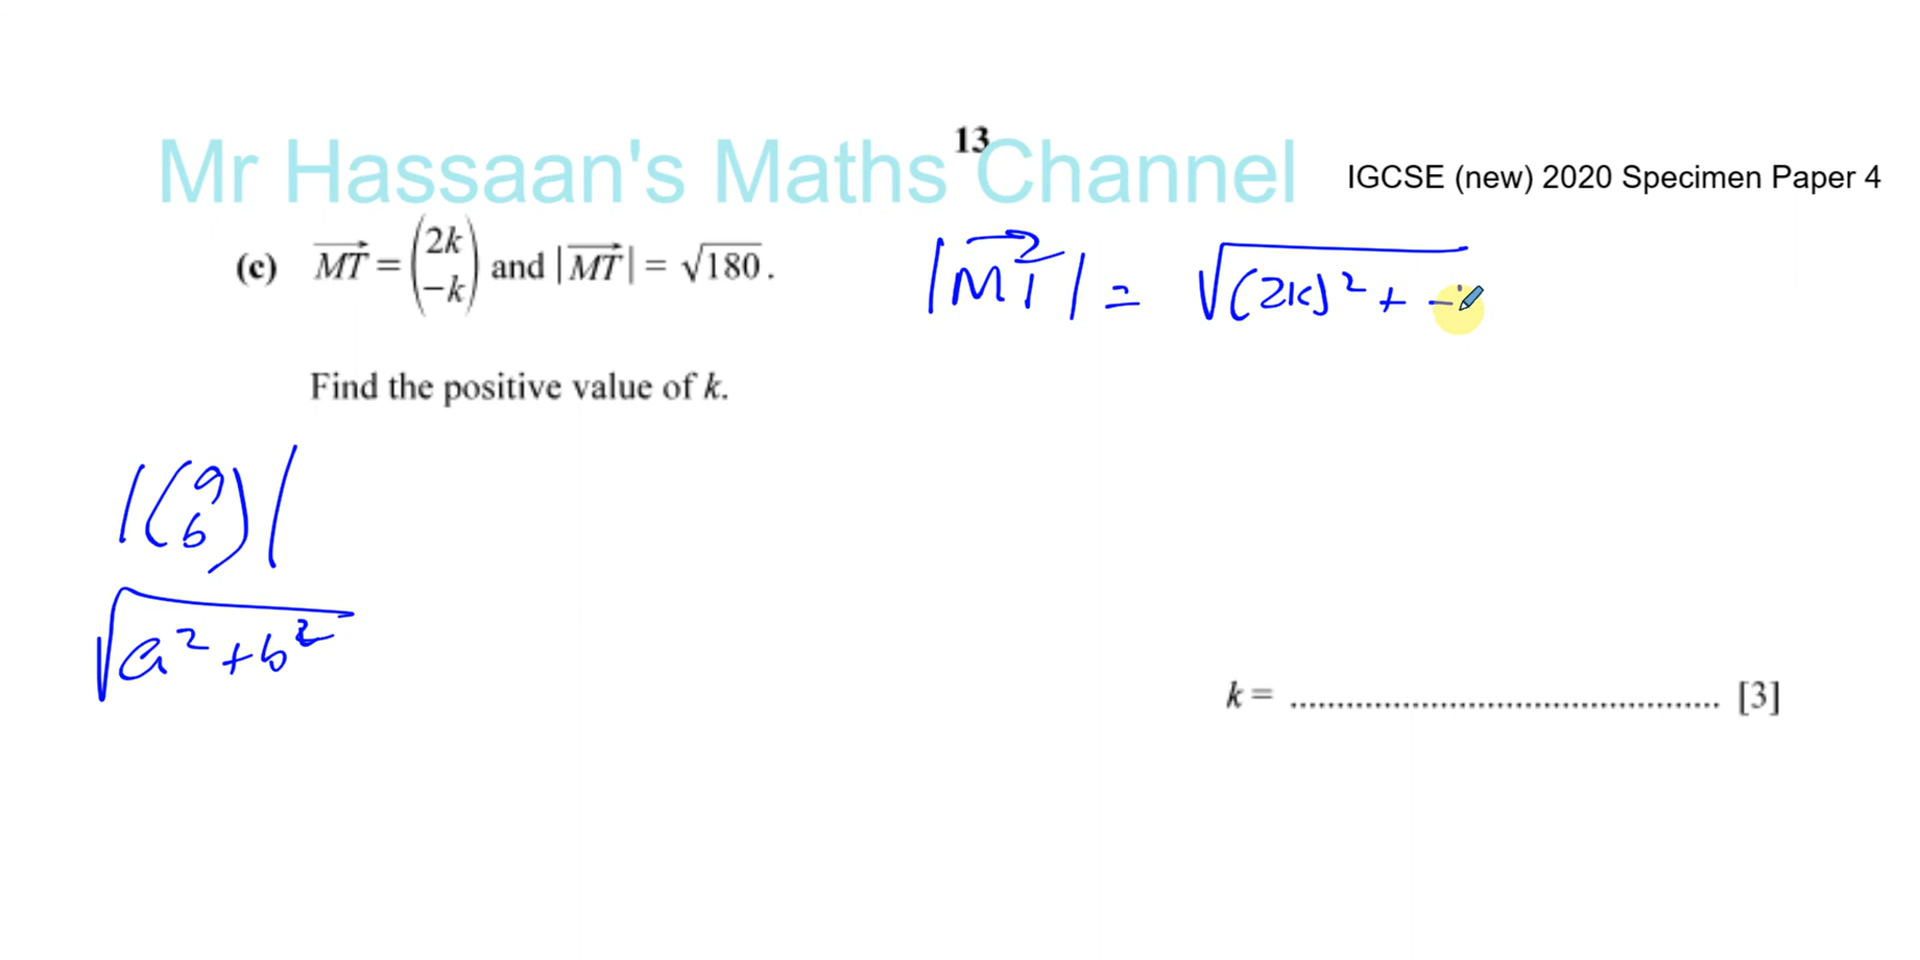 13
Mr Hassaan's Maths Channel
IGCSE (new) 2020 Specimen Paper 4
(c) MT = (2k -k) and |MT| = √180.
|MT| = √(2k)² + -
Find the positive value of k.
|(a b)|
√a² + b²
k = ................................................ [3]